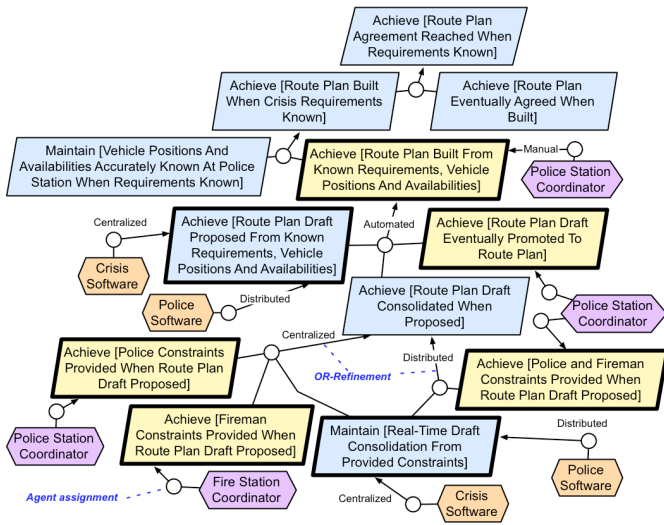 Achieve [Route Plan
Agreement Reached When
Requirements Known]
Achieve [Route Plan Built
When Crisis Requirements
Known]
Achieve [Route Plan
Eventually Agreed When
Built]
Maintain [Vehicle Positions And
Availabilities Accurately Known At Police
Station When Requirements Known]
Achieve [Route Plan Built From
Known Requirements, Vehicle
Positions And Availabilities]
Manual
Police Station
Coordinator
Centralized
Crisis
Software
Achieve [Route Plan Draft
Proposed From Known
Requirements, Vehicle
Positions And Availabilities]
Automated
Achieve [Route Plan Draft
Eventually Promoted To
Route Plan]
Police
Software
Distributed
Achieve [Route Plan Draft
Consolidated When
Proposed]
Police Station
Coordinator
Centralized
Distributed
OR-Refinement
Achieve [Police Constraints
Provided When Route Plan
Draft Proposed]
Achieve [Police and Fireman
Constraints Provided When
Route Plan Draft Proposed]
Police Station
Coordinator
Achieve [Fireman
Constraints Provided When
Route Plan Draft Proposed]
Maintain [Real-Time Draft
Consolidation From
Provided Constraints]
Distributed
Police
Software
Agent assignment
Fire Station
Coordinator
Centralized
Crisis
Software